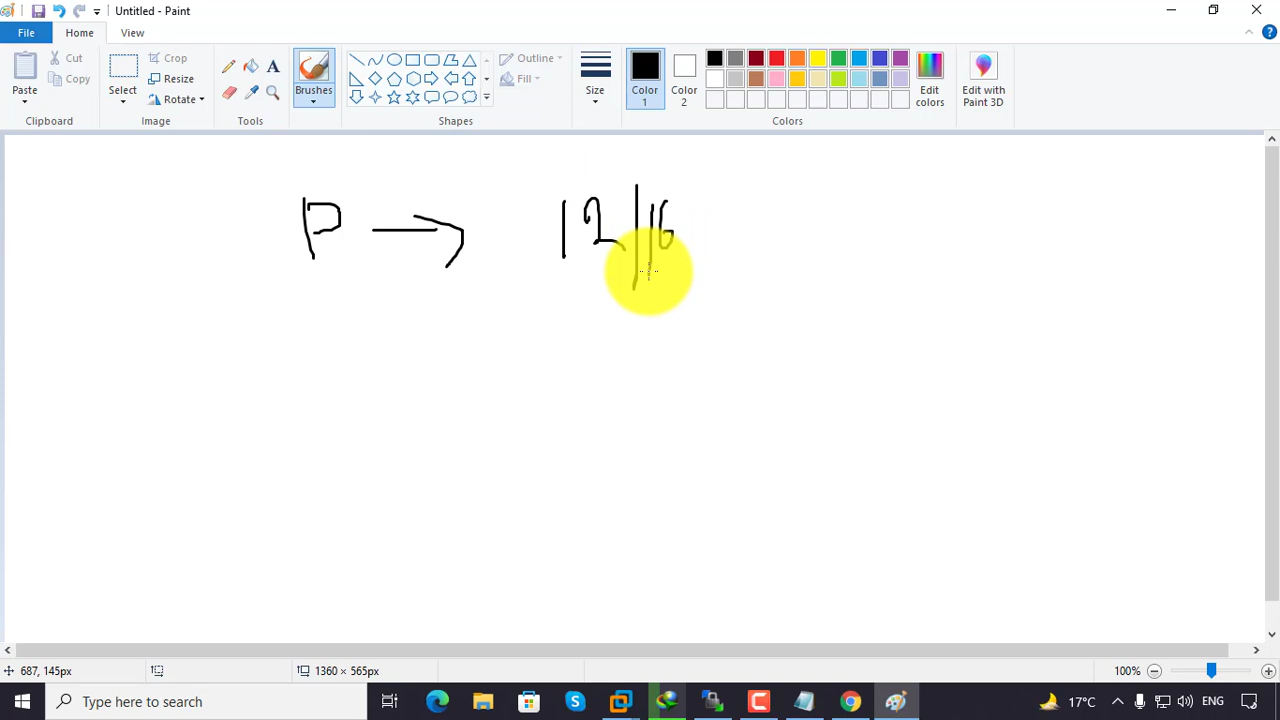 Untitled - Paint
File Home View
Paste Cut Copy Clipboard
Select Crop Resize Rotate Image
A Tools
Brushes
Outline Fill Shapes
Size
Color 1 Color 2 Edit colors Colors
Edit with Paint 3D
P → 12|16
687, 145px 1360 × 565px 100%
Type here to search 17°C ENG